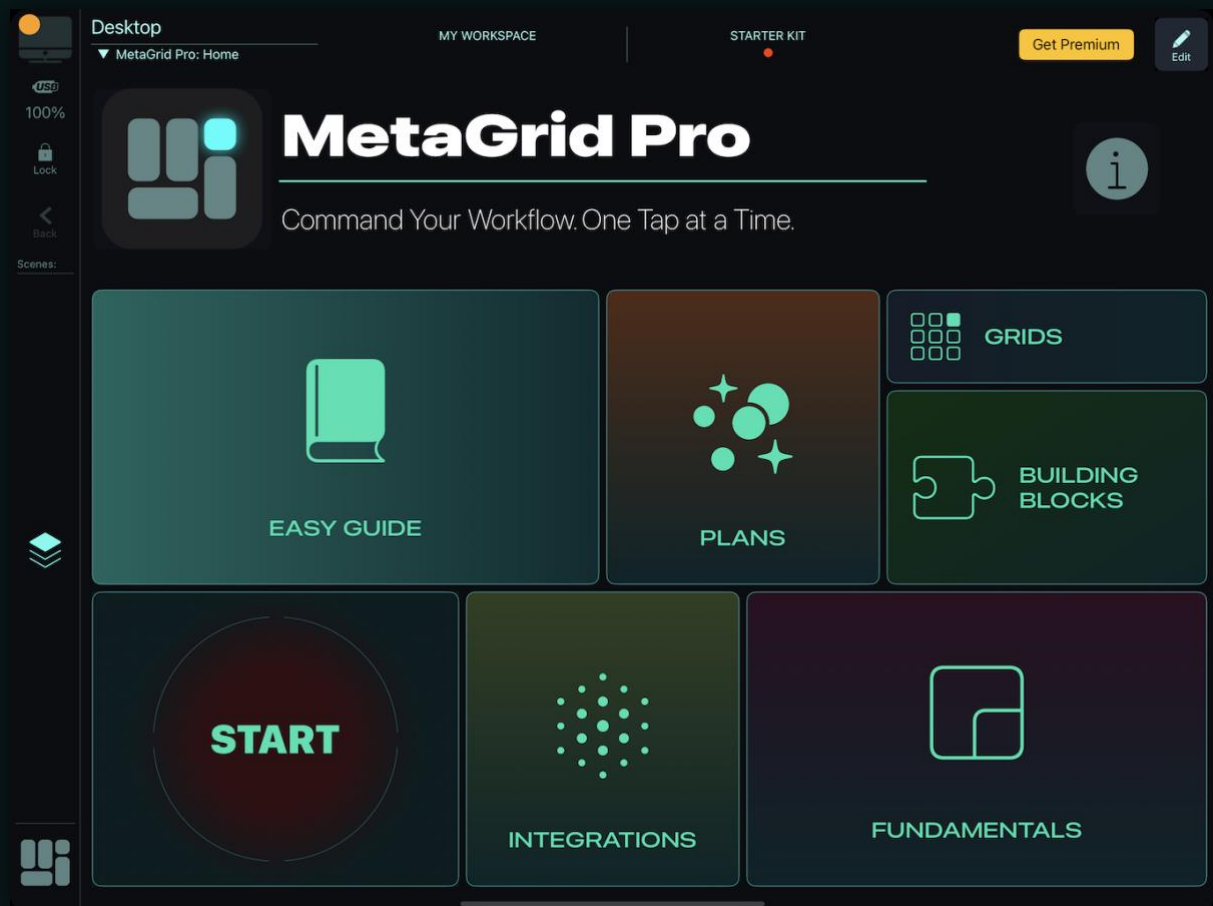 Desktop
▼ MetaGrid Pro: Home
MY WORKSPACE
STARTER KIT
Get Premium
Edit
USB
100%
Lock
Back
Scenes:
MetaGrid Pro
Command Your Workflow. One Tap at a Time.
i
EASY GUIDE
PLANS
GRIDS
BUILDING
BLOCKS
START
INTEGRATIONS
FUNDAMENTALS